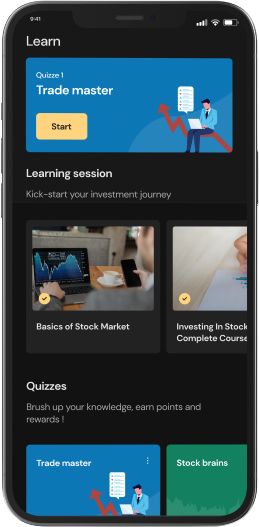 9:41
Learn
Quizze 1
Trade master
Start
Learning session
Kick-start your investment journey
Basics of Stock Market
Investing In Stock
Complete Course
Quizzes
Brush up your knowledge, earn points and
rewards !
Trade master
Stock brains